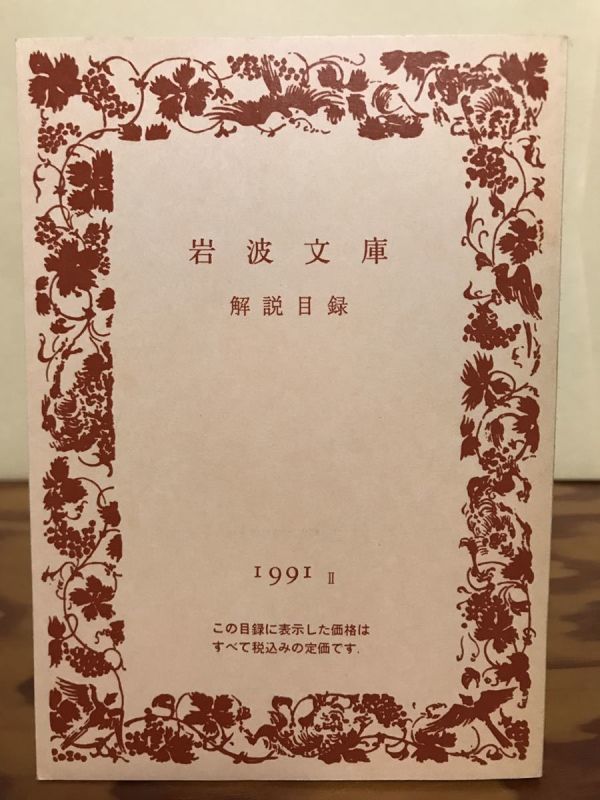 岩波文庫
解説目録
1991 II
この目録に表示した価格は
すべて税込みの定価です.